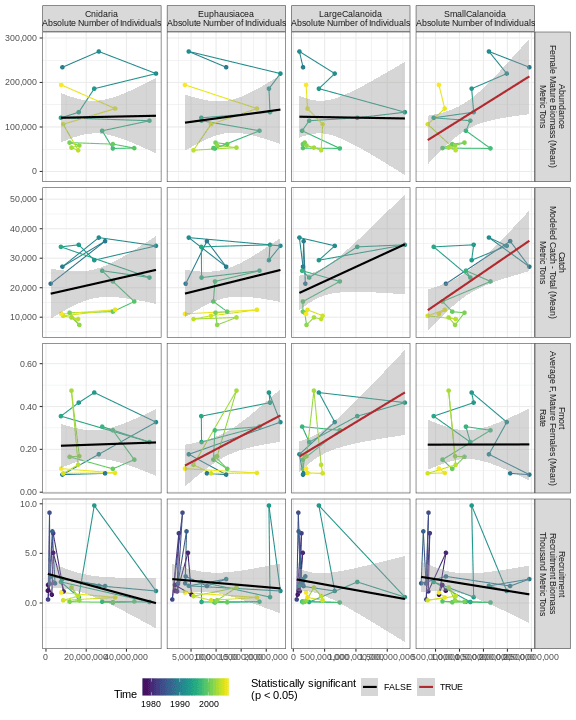 Cnidaria
Absolute Number of Individuals
Euphausiacea
Absolute Number of Individuals
LargeCalanoida
Absolute Number of Individuals
SmallCalanoida
Absolute Number of Individuals
300,000
200,000
100,000
0
Abundance
Female Mature Biomass (Mean)
Metric Tons
50,000
40,000
30,000
20,000
10,000
Catch
Modeled Catch - Total (Mean)
Metric Tons
0.60
0.40
0.20
0.00
Fmort
Average F, Mature Females (Mean)
Rate
10.0
5.0
0.0
Recruitment
Recruitment Biomass
Thousand Metric Tons
0
20,000,000
40,000,000
0
Time
1980
1990
2000
Statistically significant
(p < 0.05)
FALSE
TRUE